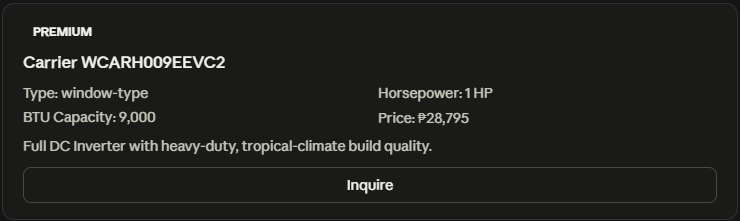 PREMIUM
Carrier WCARH009EEVC2
Type: window-type
Horsepower: 1 HP
BTU Capacity: 9,000
Price: ₱28,795
Full DC Inverter with heavy-duty, tropical-climate build quality.
Inquire